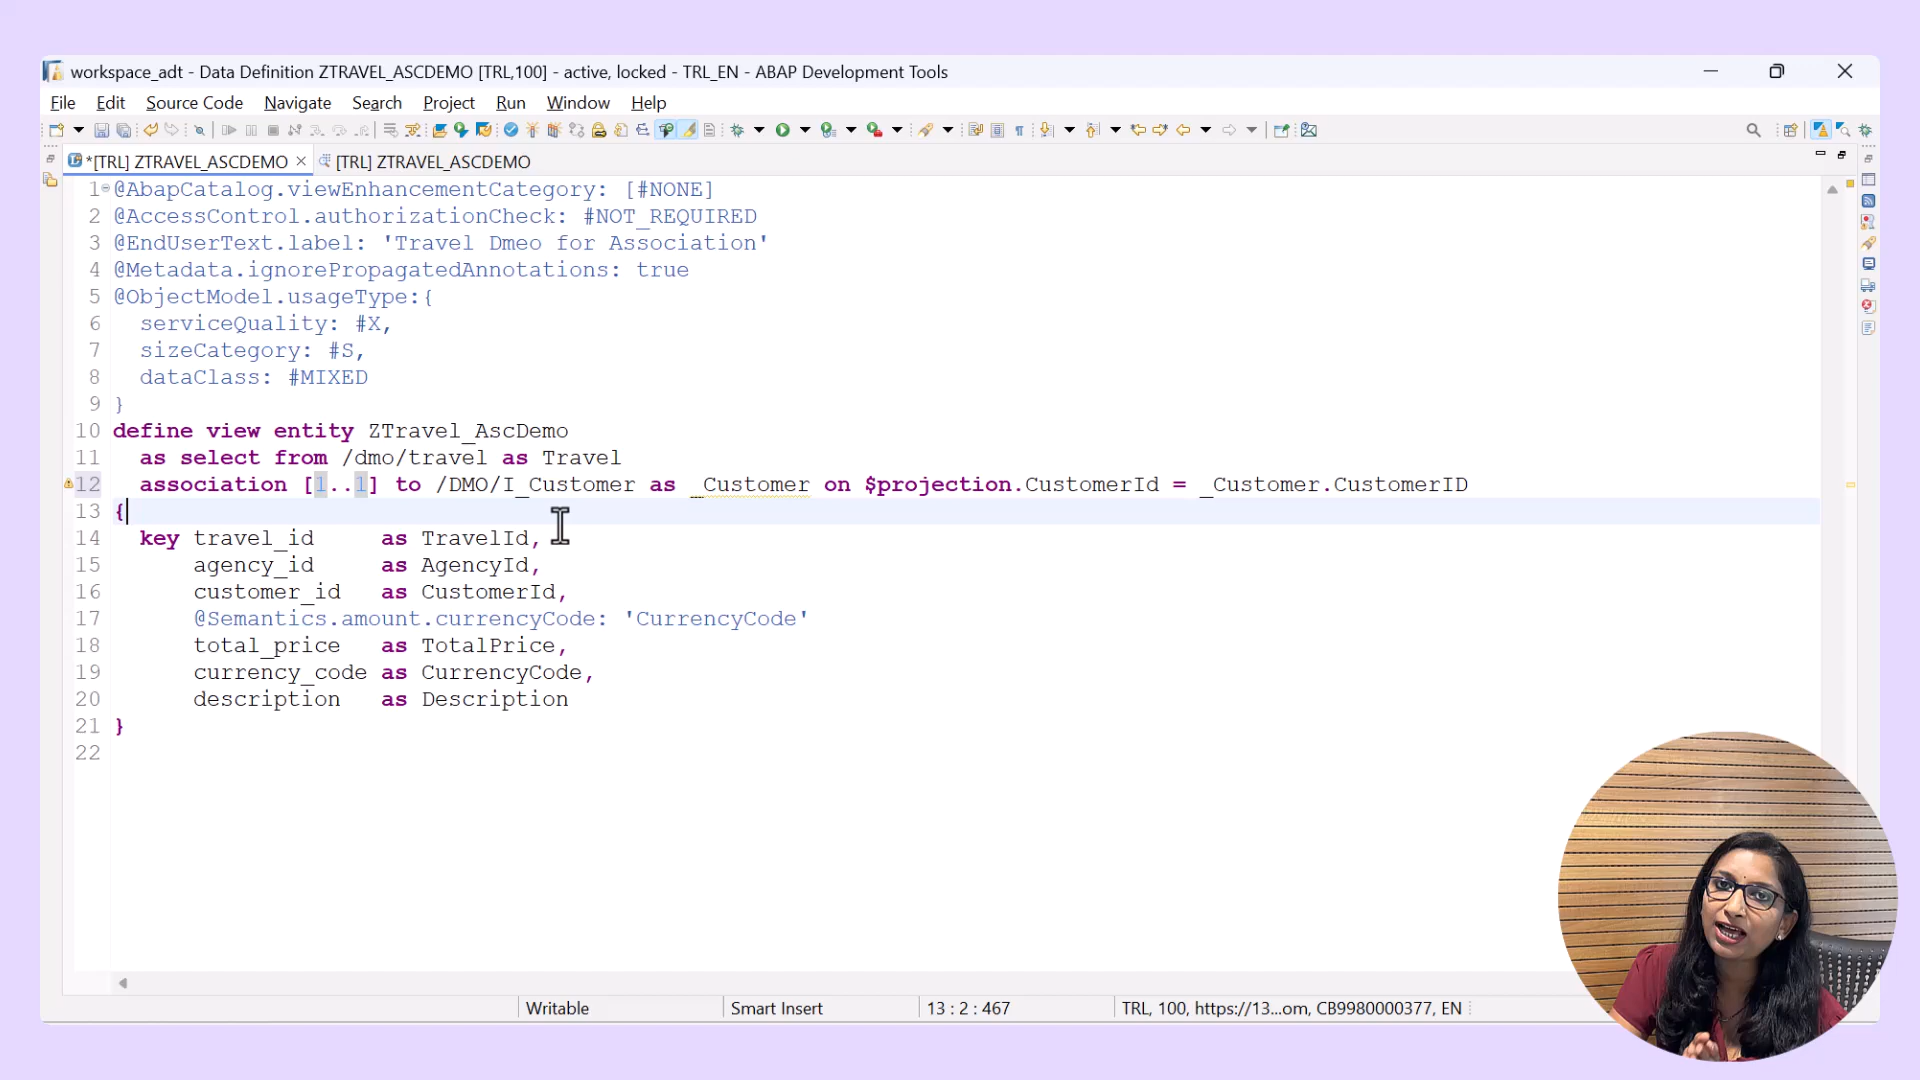 workspace_adt - Data Definition ZTRAVEL_ASCDEMO [TRL,100] - active, locked - TRL_EN - ABAP Development Tools
File Edit Source Code Navigate Search Project Run Window Help
*[TRL] ZTRAVEL_ASCDEMO [TRL] ZTRAVEL_ASCDEMO
1 @AbapCatalog.viewEnhancementCategory: [#NONE]
2 @AccessControl.authorizationCheck: #NOT_REQUIRED
3 @EndUserText.label: 'Travel Dmeo for Association'
4 @Metadata.ignorePropagatedAnnotations: true
5 @ObjectModel.usageType:{
6 serviceQuality: #X,
7 sizeCategory: #S,
8 dataClass: #MIXED
9 }
10 define view entity ZTravel_AscDemo
11 as select from /dmo/travel as Travel
12 association [1..1] to /DMO/I_Customer as _Customer on $projection.CustomerId = _Customer.CustomerID
13 {
14 key travel_id as TravelId,
15 agency_id as AgencyId,
16 customer_id as CustomerId,
17 @Semantics.amount.currencyCode: 'CurrencyCode'
18 total_price as TotalPrice,
19 currency_code as CurrencyCode,
20 description as Description
21 }
22
Writable Smart Insert 13 : 2 : 467 TRL, 100, https://13...om, CB9980000377, EN